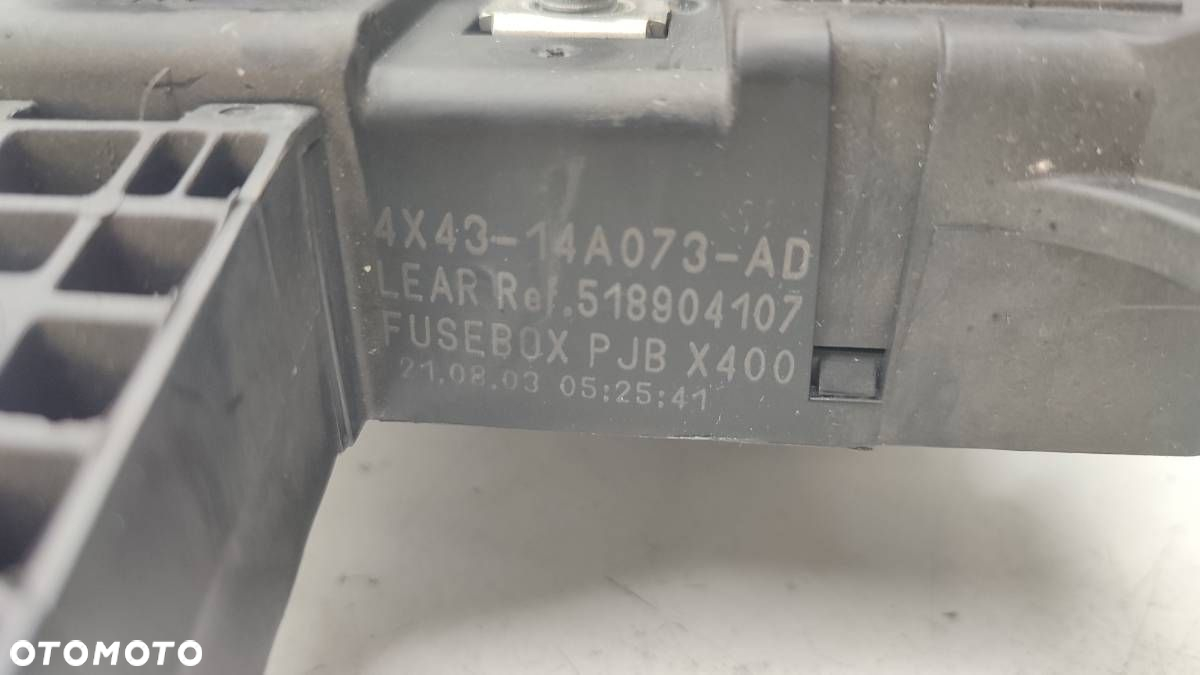 4X43-14A073-AD
LEAR Ref.518904107
FUSEBOX PJB X400
21.08.03 05:25:41
OTOMOTO